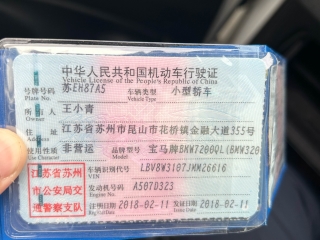 中华人民共和国机动车行驶证
Vehicle License of the People's Republic of China
号牌号码 苏EH87A5 车辆类型 小型轿车
Plate No. Vehicle Type
所有人 王小青
Owner
住址 江苏省苏州市昆山市花桥镇金融大道355号
Address
使用性质 非营运 品牌型号 宝马牌BMW7200QL(BMW320
Use Character Model
江苏省苏州市公安局交通警察支队
车辆识别代号 LBV8W3107JMW26616
VIN
发动机号码 A507D323
Engine No.
注册日期 2018-02-11 发证日期 2018-02-11
Register Date Issue Date